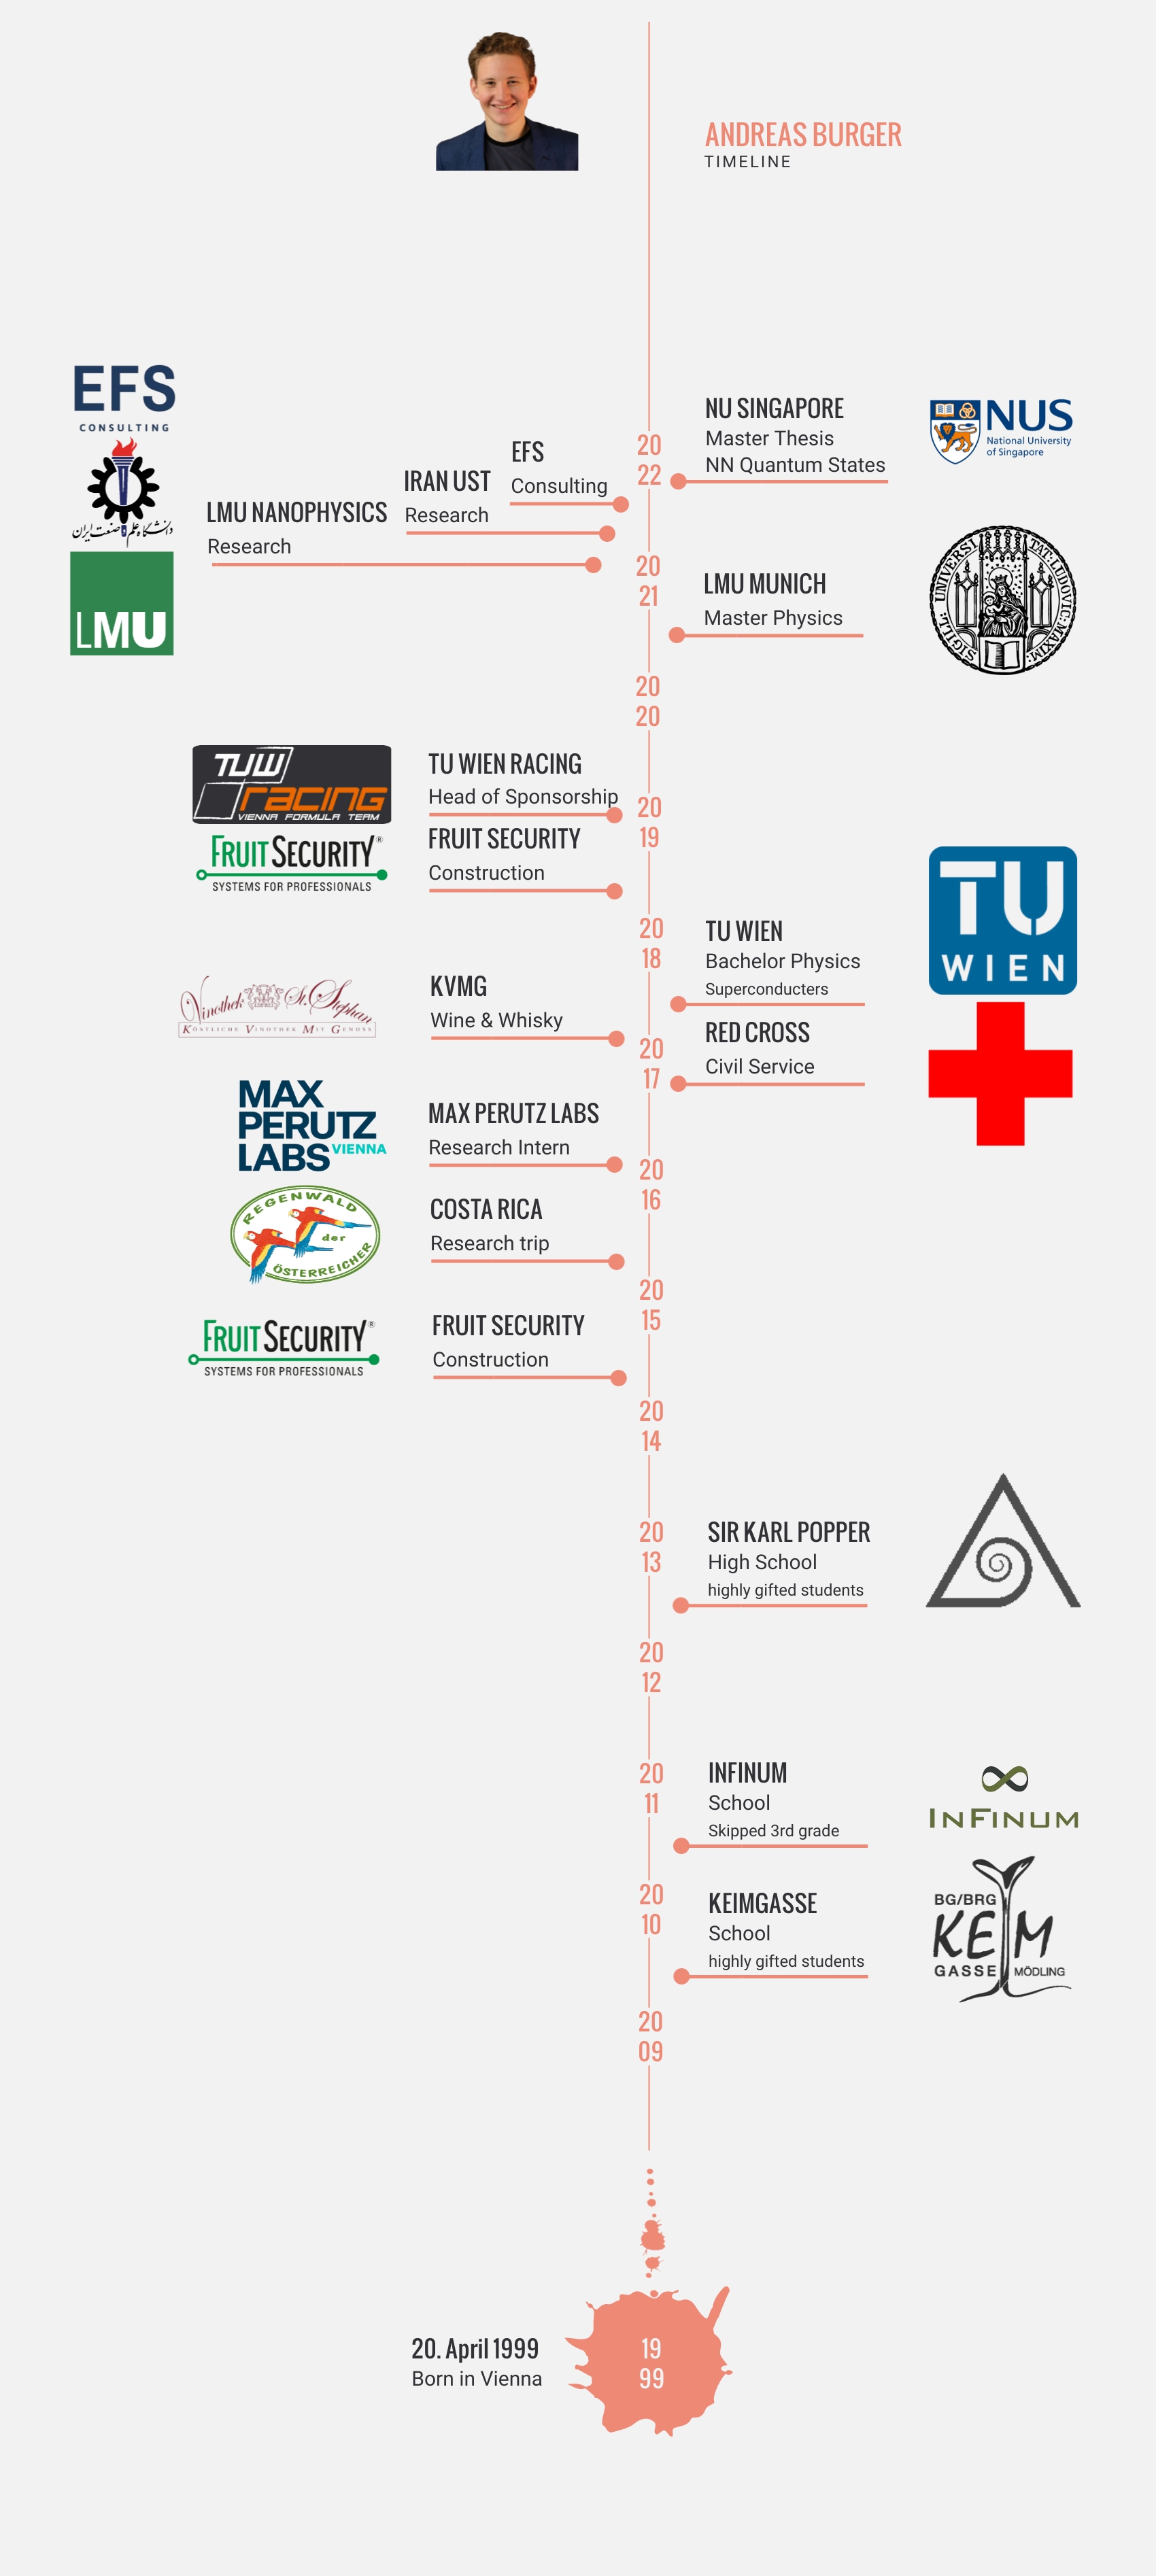 ANDREAS BURGER
TIMELINE
EFS
CONSULTING
دانشگاه علم و صنعت ایران
LMU
EFS
Consulting
IRAN UST
Research
LMU NANOPHYSICS
Research
20
22
NU SINGAPORE
Master Thesis
NN Quantum States
NUS
National University
of Singapore
20
21
LMU MUNICH
Master Physics
SIGILL. UNIVERSITAT. LUDOVIC. MAXIM.
20
20
TUW
racing
VIENNA FORMULA TEAM
TU WIEN RACING
Head of Sponsorship
20
19
FRUITSECURITY®
SYSTEMS FOR PROFESSIONALS
FRUIT SECURITY
Construction
20
18
TU WIEN
Bachelor Physics
Superconducters
TU
WIEN
Vinothek St. Stephan
KÖSTLICHE VINOTHEK MIT GENUSS
KVMG
Wine & Whisky
20
17
RED CROSS
Civil Service
MAX
PERUTZ
LABS VIENNA
MAX PERUTZ LABS
Research Intern
20
16
REGENWALD
der
ÖSTERREICHER
COSTA RICA
Research trip
20
15
FRUITSECURITY®
SYSTEMS FOR PROFESSIONALS
FRUIT SECURITY
Construction
20
14
20
13
SIR KARL POPPER
High School
highly gifted students
20
12
20
11
INFINUM
School
Skipped 3rd grade
INFINUM
20
10
KEIMGASSE
School
highly gifted students
BG/BRG
KEIM
GASSE MÖDLING
20
09
20. April 1999
Born in Vienna
19
99